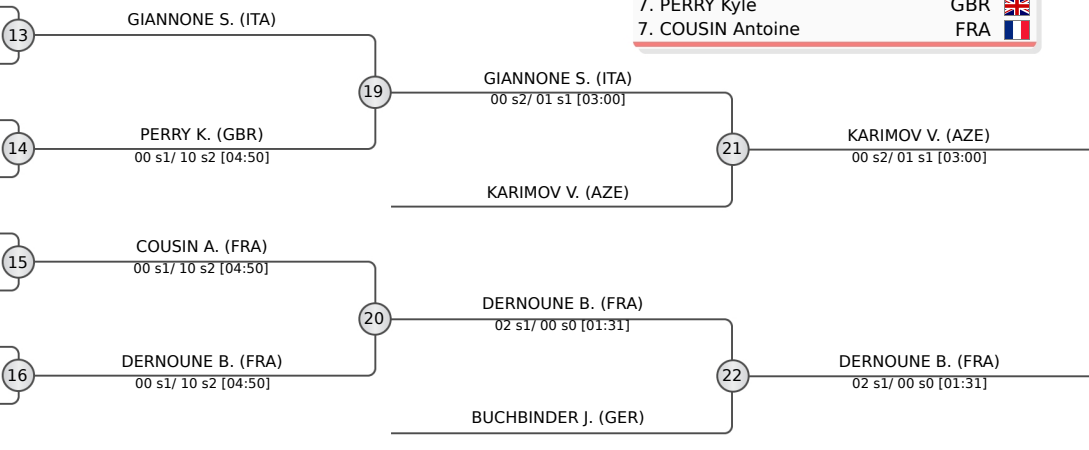 7. PERRY Kyle GBR
7. COUSIN Antoine FRA
GIANNONE S. (ITA)
13
19
GIANNONE S. (ITA)
00 s2/ 01 s1 [03:00]
PERRY K. (GBR)
14
00 s1/ 10 s2 [04:50]
21
KARIMOV V. (AZE)
00 s2/ 01 s1 [03:00]
KARIMOV V. (AZE)
COUSIN A. (FRA)
15
00 s1/ 10 s2 [04:50]
20
DERNOUNE B. (FRA)
02 s1/ 00 s0 [01:31]
DERNOUNE B. (FRA)
16
00 s1/ 10 s2 [04:50]
22
DERNOUNE B. (FRA)
02 s1/ 00 s0 [01:31]
BUCHBINDER J. (GER)